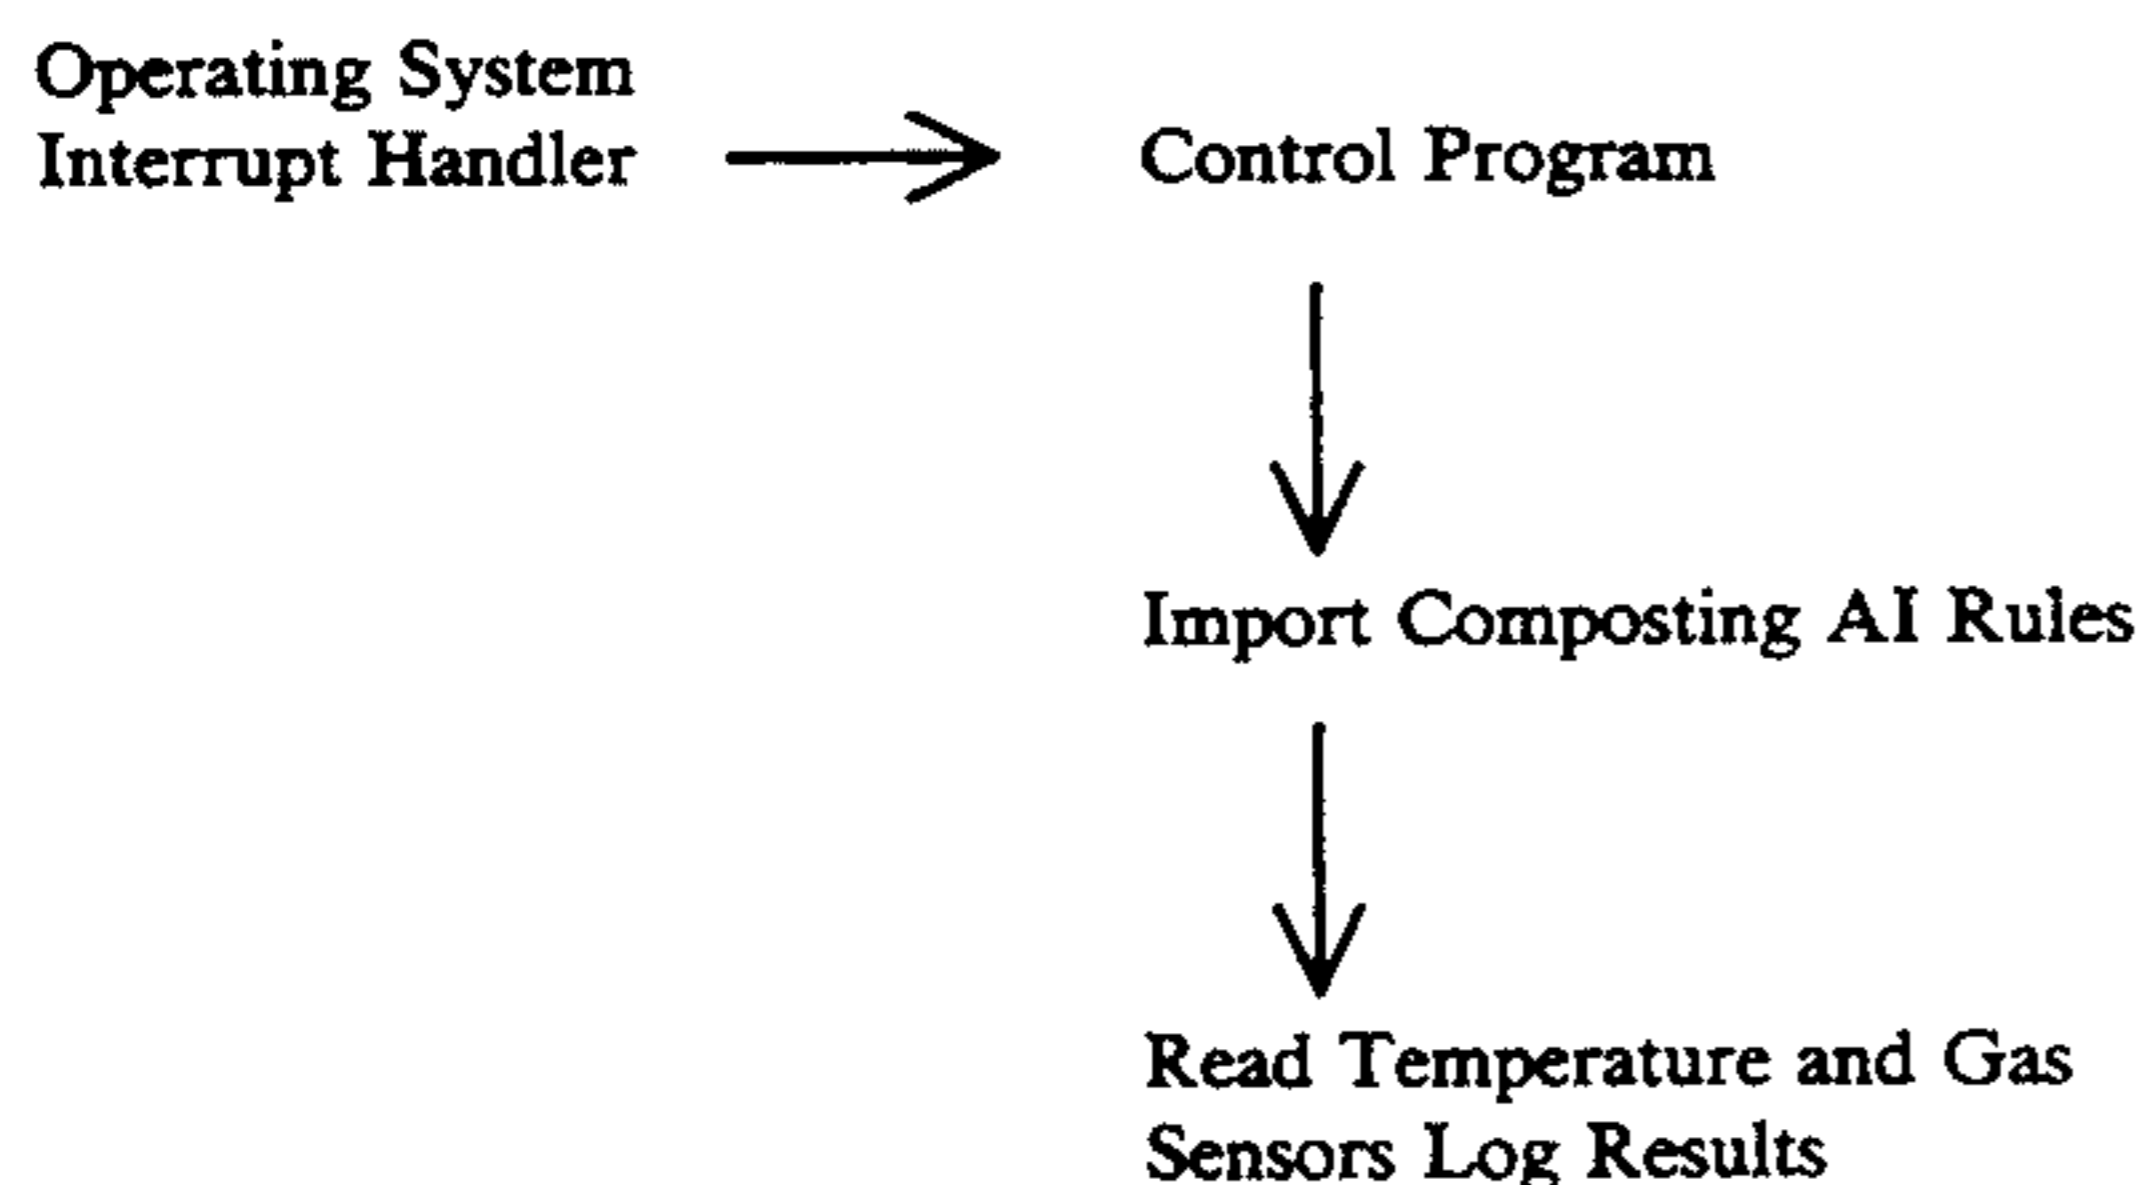 Operating System
Interrupt Handler
Control Program
Import Composting AI Rules
Read Temperature and Gas
Sensors Log Results